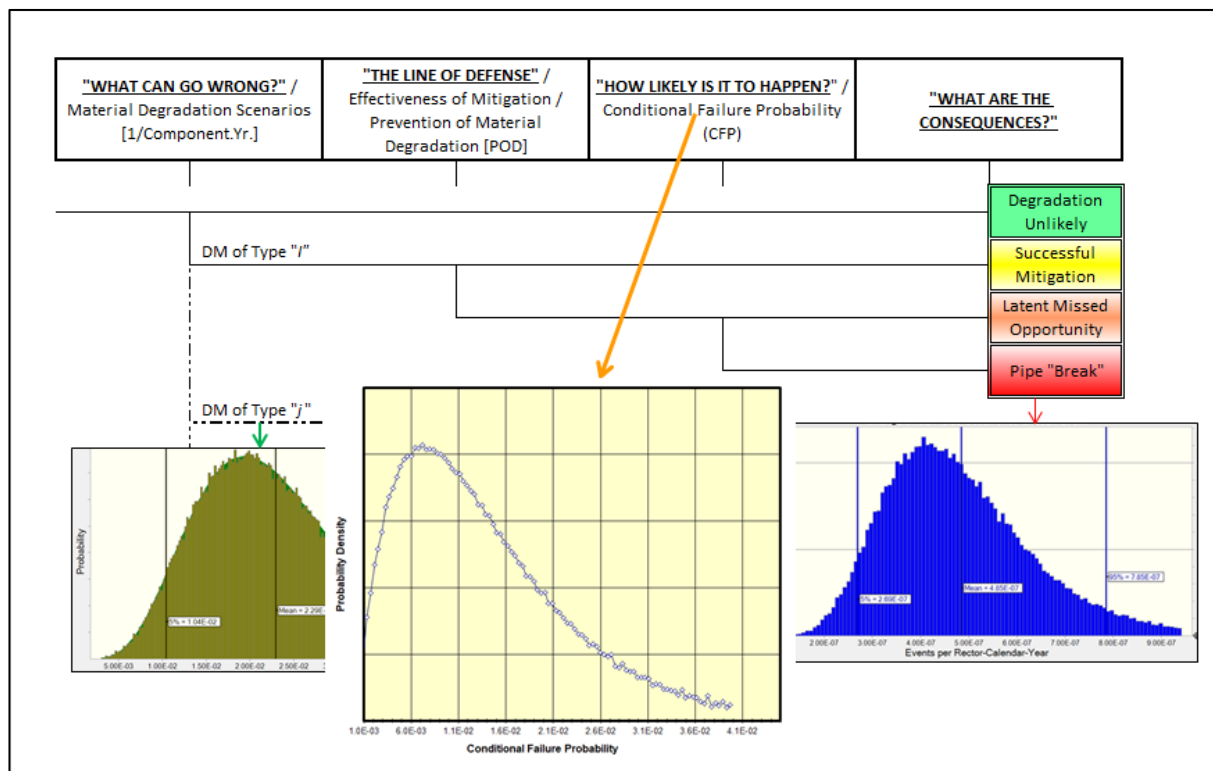 "WHAT CAN GO WRONG?" /
Material Degradation Scenarios
[1/Component.Yr.]
"THE LINE OF DEFENSE" /
Effectiveness of Mitigation /
Prevention of Material
Degradation [POD]
"HOW LIKELY IS IT TO HAPPEN?" /
Conditional Failure Probability
(CFP)
"WHAT ARE THE
CONSEQUENCES?"
Degradation
Unlikely
DM of Type "I"
Successful
Mitigation
Latent Missed
Opportunity
Pipe "Break"
DM of Type "j"
Probability
5% = 1.04E-02
Mean = 2.29E-
5.00E-03 1.00E-02 1.50E-02 2.00E-02 2.50E-02
Probability Density
1.0E-03 6.0E-03 1.1E-02 1.6E-02 2.1E-02 2.6E-02 3.1E-02 3.6E-02 4.1E-02
Conditional Failure Probability
5% = 2.69E-07
Mean = 4.85E-07
95% = 7.85E-07
2.00E-07 3.00E-07 4.00E-07 5.00E-07 6.00E-07 7.00E-07 8.00E-07 9.00E-07
Events per Rector-Calendar-Year